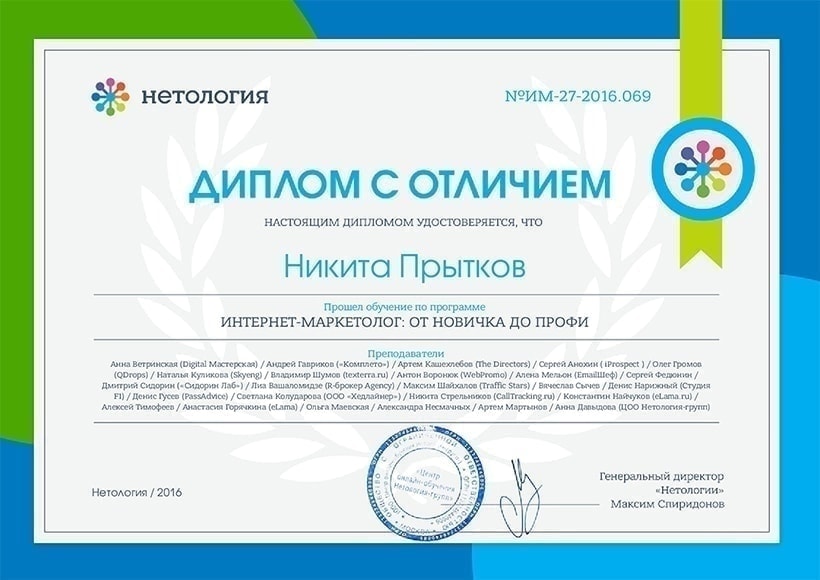 нетология
№ИМ-27-2016.069
ДИПЛОМ С ОТЛИЧИЕМ
НАСТОЯЩИМ ДИПЛОМОМ УДОСТОВЕРЯЕТСЯ, ЧТО
Никита Прытков
Прошел обучение по программе
ИНТЕРНЕТ-МАРКЕТОЛОГ: ОТ НОВИЧКА ДО ПРОФИ
Преподаватели
Анна Ветринская (Digital Мастерская) / Андрей Гавриков («Комплето») / Артем Кашехлебов (The Directors) / Сергей Анохин ( iProspect ) / Олег Громов
(QDrops) / Наталья Куликова (Skyeng) / Владимир Шумов (texterra.ru) / Антон Воронюк (WebPromo) / Алена Мельон (EmailШеф) / Сергей Федюнин /
Дмитрий Сидорин («Сидорин Лаб») / Лиа Вашаломидзе (R-брокер Agency) / Максим Шайхалов (Traffic Stars) / Вячеслав Сычев / Денис Нарижный (Студия
F1) / Денис Гусев (PassAdvice) / Светлана Колударова (ООО «Хедлайнер») / Никита Стрельников (CallTracking.ru) / Константин Найчуков (eLama.ru) /
Алексей Тимофеев / Анастасия Горячкина (eLama) / Ольга Маевская / Александра Несмачных / Артем Мартынов / Анна Давыдова (ЦОО Нетология-групп)
«Центр
онлайн-обучения
Нетология-групп»
МОСКВА
Нетология / 2016
Генеральный директор
«Нетологии»
Максим Спиридонов